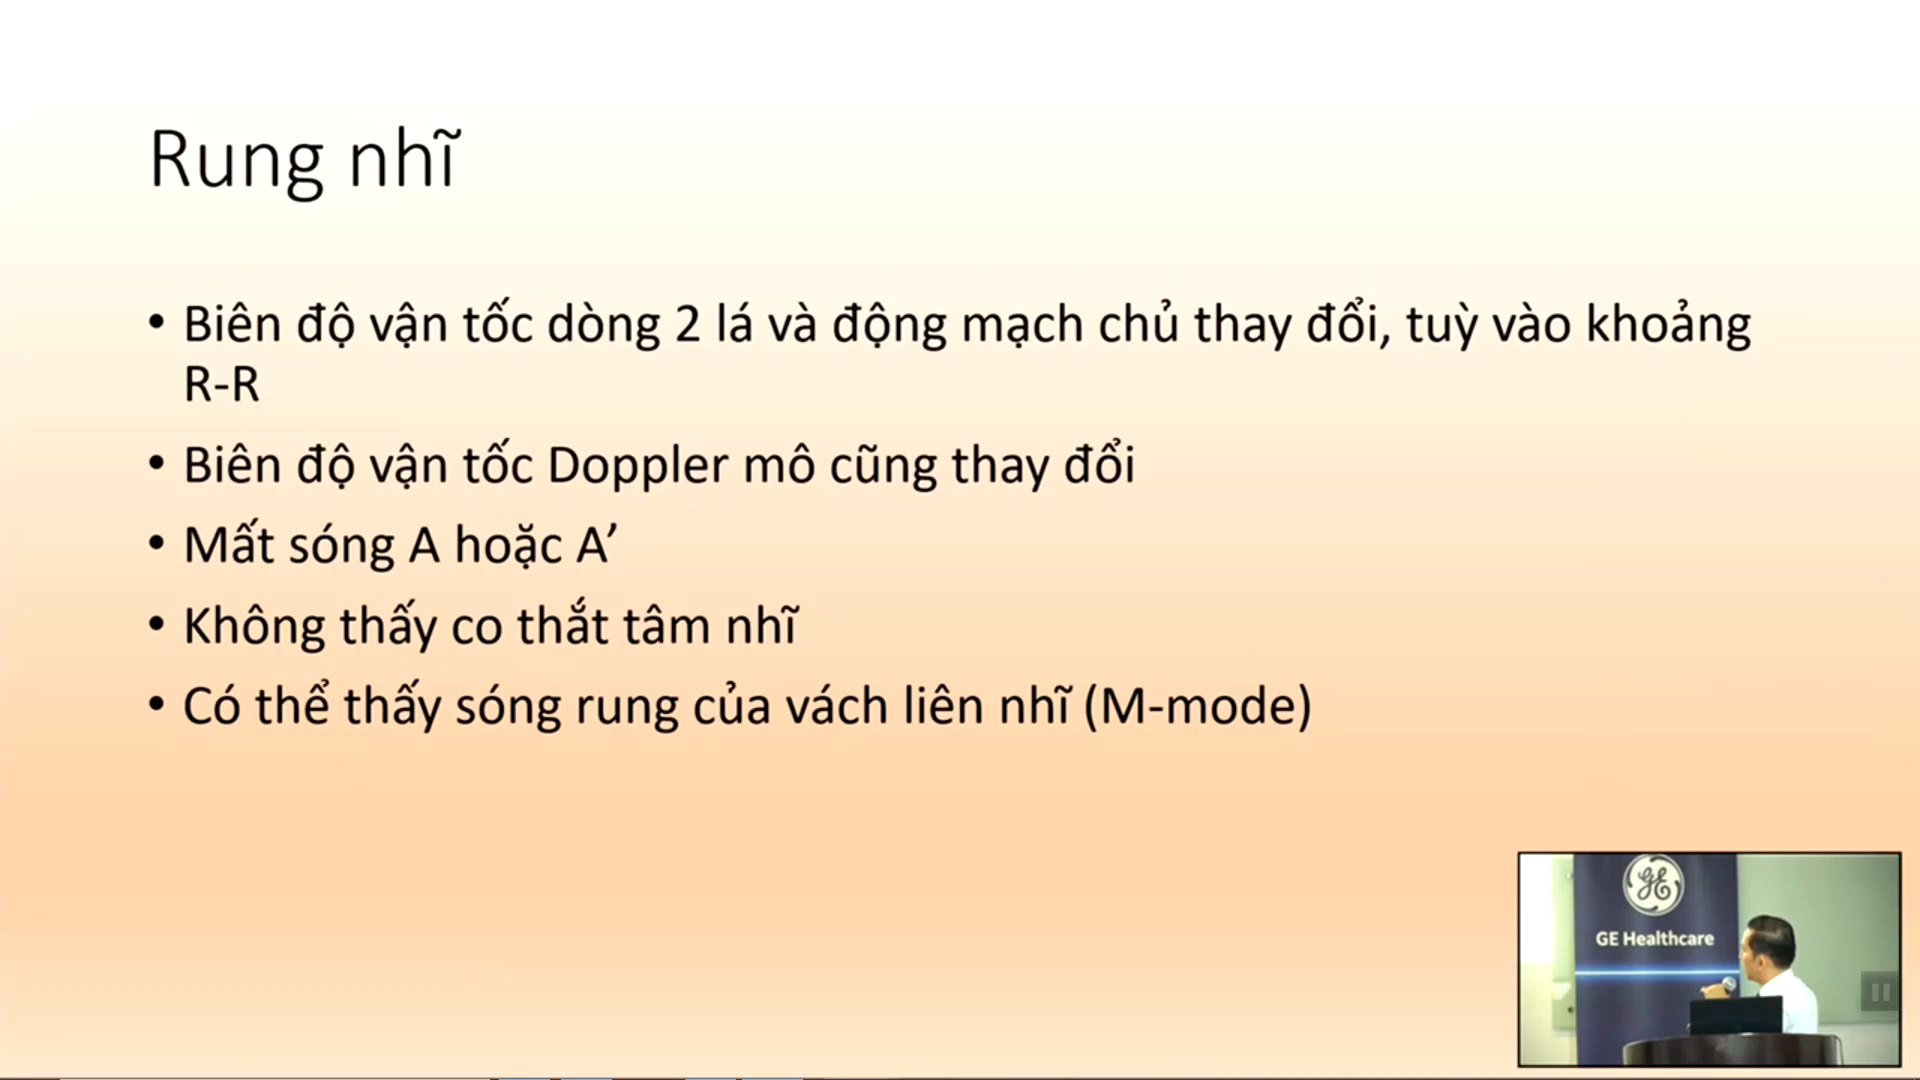 Rung nhĩ
• Biên độ vận tốc dòng 2 lá và động mạch chủ thay đổi, tuỳ vào khoảng
R-R
• Biên độ vận tốc Doppler mô cũng thay đổi
• Mất sóng A hoặc A’
• Không thấy co thắt tâm nhĩ
• Có thể thấy sóng rung của vách liên nhĩ (M-mode)
GE
GE Healthcare